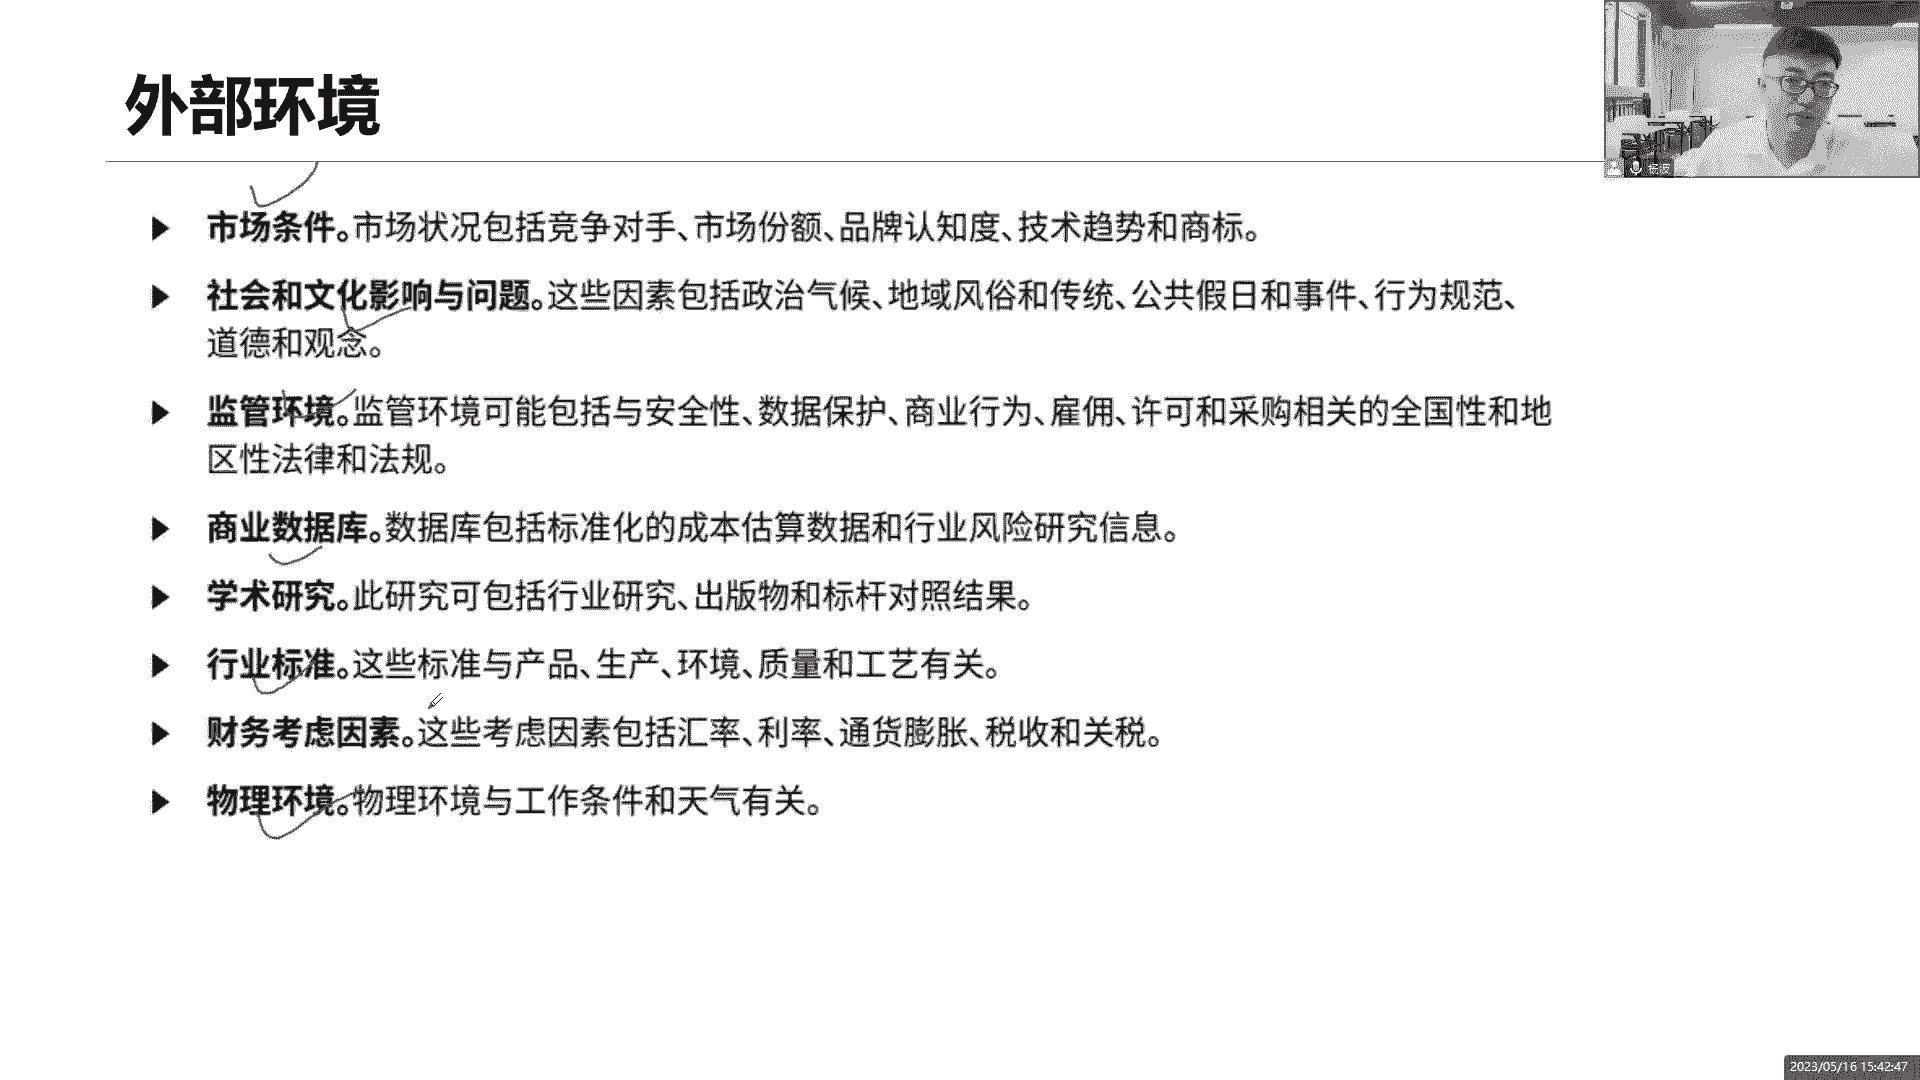 外部环境
杨波
市场条件。市场状况包括竞争对手、市场份额、品牌认知度、技术趋势和商标。
社会和文化影响与问题。这些因素包括政治气候、地域风俗和传统、公共假日和事件、行为规范、
道德和观念。
监管环境。监管环境可能包括与安全性、数据保护、商业行为、雇佣、许可和采购相关的全国性和地
区性法律和法规。
商业数据库。数据库包括标准化的成本估算数据和行业风险研究信息。
学术研究。此研究可包括行业研究、出版物和标杆对照结果。
行业标准。这些标准与产品、生产、环境、质量和工艺有关。
财务考虑因素。这些考虑因素包括汇率、利率、通货膨胀、税收和关税。
物理环境。物理环境与工作条件和天气有关。
2023/05/16 15:42:47